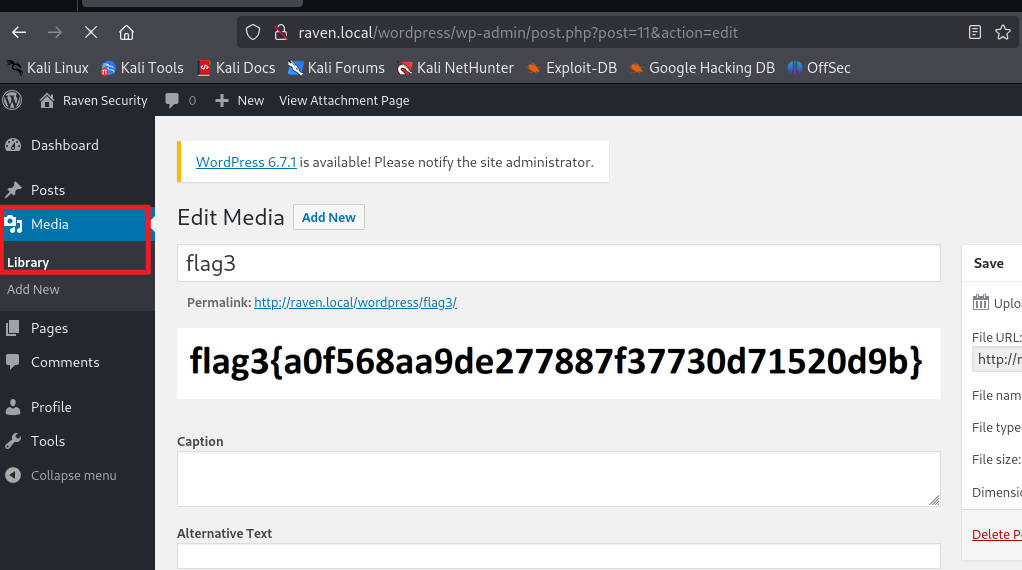 raven.local/wordpress/wp-admin/post.php?post=11&action=edit
Kali Linux Kali Tools Kali Docs Kali Forums Kali NetHunter Exploit-DB Google Hacking DB OffSec
Raven Security 0 New View Attachment Page
Dashboard
Posts
Media
Library
Add New
Pages
Comments
Profile
Tools
Collapse menu
WordPress 6.7.1 is available! Please notify the site administrator.
Edit Media Add New
flag3
Permalink: http://raven.local/wordpress/flag3/
flag3{a0f568aa9de277887f37730d71520d9b}
Caption
Alternative Text
Save
Uplo
File URL:
http://r
File nam
File type
File size:
Dimensi
Delete P